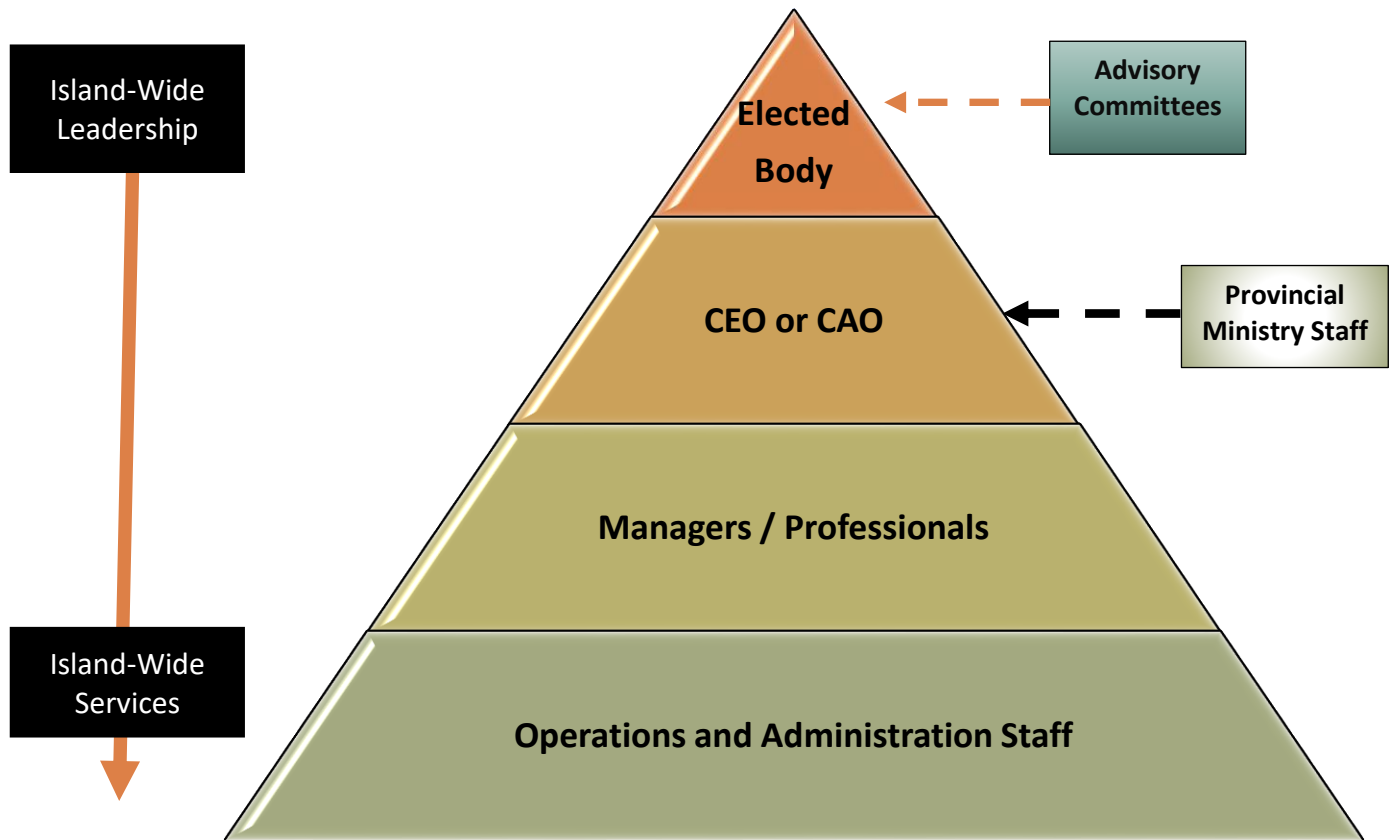 Island-Wide
Leadership
Elected
Body
Advisory
Committees
CEO or CAO
Provincial
Ministry Staff
Managers / Professionals
Island-Wide
Services
Operations and Administration Staff